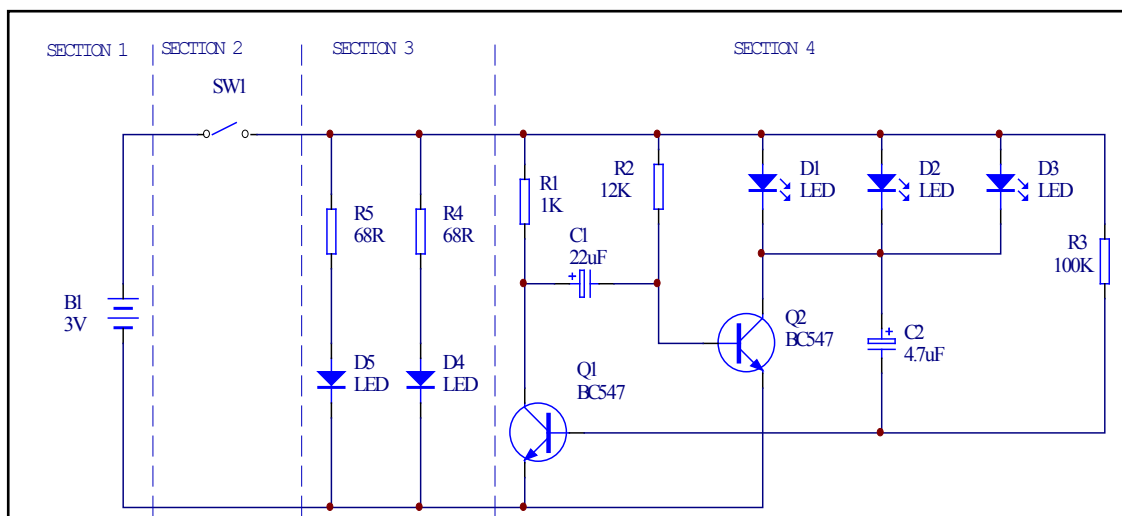 SECTION 1
SECTION 2
SECTION 3
SECTION 4
SW1
B1
3V
R5
68R
R4
68R
D5
LED
D4
LED
R1
1K
C1
22uF
+
R2
12K
Q1
BC547
Q2
BC547
D1
LED
D2
LED
D3
LED
R3
100K
+
C2
4.7uF